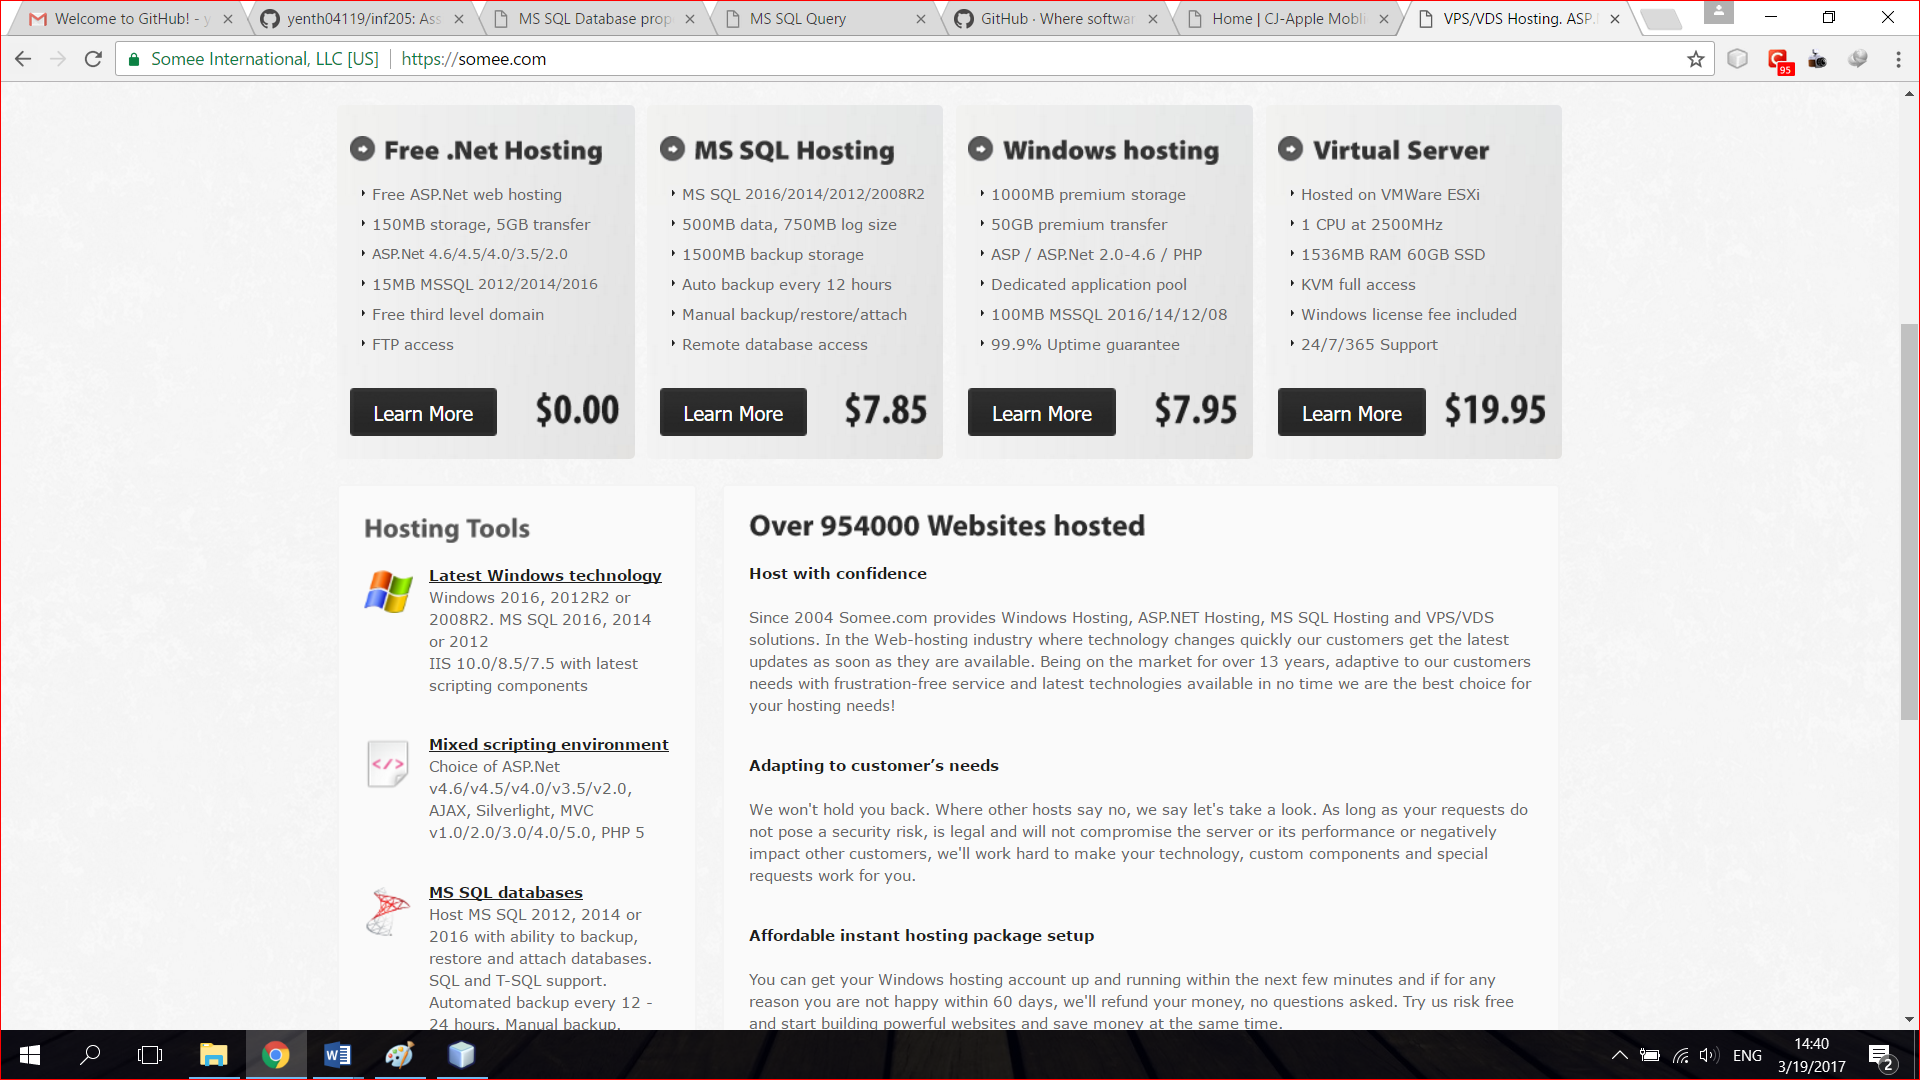 Welcome to GitHub! - y
yenth04119/inf205: Ass
MS SQL Database prop
MS SQL Query
GitHub · Where softwar
Home | CJ-Apple Mobli
VPS/VDS Hosting. ASP.
Somee International, LLC [US]
https://somee.com
95
Free .Net Hosting
Free ASP.Net web hosting
150MB storage, 5GB transfer
ASP.Net 4.6/4.5/4.0/3.5/2.0
15MB MSSQL 2012/2014/2016
Free third level domain
FTP access
Learn More
$0.00
MS SQL Hosting
MS SQL 2016/2014/2012/2008R2
500MB data, 750MB log size
1500MB backup storage
Auto backup every 12 hours
Manual backup/restore/attach
Remote database access
Learn More
$7.85
Windows hosting
1000MB premium storage
50GB premium transfer
ASP / ASP.Net 2.0-4.6 / PHP
Dedicated application pool
100MB MSSQL 2016/14/12/08
99.9% Uptime guarantee
Learn More
$7.95
Virtual Server
Hosted on VMWare ESXi
1 CPU at 2500MHz
1536MB RAM 60GB SSD
KVM full access
Windows license fee included
24/7/365 Support
Learn More
$19.95
Hosting Tools
Latest Windows technology
Windows 2016, 2012R2 or
2008R2. MS SQL 2016, 2014
or 2012
IIS 10.0/8.5/7.5 with latest
scripting components
Mixed scripting environment
Choice of ASP.Net
v4.6/v4.5/v4.0/v3.5/v2.0,
AJAX, Silverlight, MVC
v1.0/2.0/3.0/4.0/5.0, PHP 5
MS SQL databases
Host MS SQL 2012, 2014 or
2016 with ability to backup,
restore and attach databases.
SQL and T-SQL support.
Automated backup every 12 -
24 hours. Manual backup.
Over 954000 Websites hosted
Host with confidence
Since 2004 Somee.com provides Windows Hosting, ASP.NET Hosting, MS SQL Hosting and VPS/VDS
solutions. In the Web-hosting industry where technology changes quickly our customers get the latest
updates as soon as they are available. Being on the market for over 13 years, adaptive to our customers
needs with frustration-free service and latest technologies available in no time we are the best choice for
your hosting needs!
Adapting to customer’s needs
We won't hold you back. Where other hosts say no, we say let's take a look. As long as your requests do
not pose a security risk, is legal and will not compromise the server or its performance or negatively
impact other customers, we'll work hard to make your technology, custom components and special
requests work for you.
Affordable instant hosting package setup
You can get your Windows hosting account up and running within the next few minutes and if for any
reason you are not happy within 60 days, we'll refund your money, no questions asked. Try us risk free
and start building powerful websites and save money at the same time.
ENG
14:40
3/19/2017
2